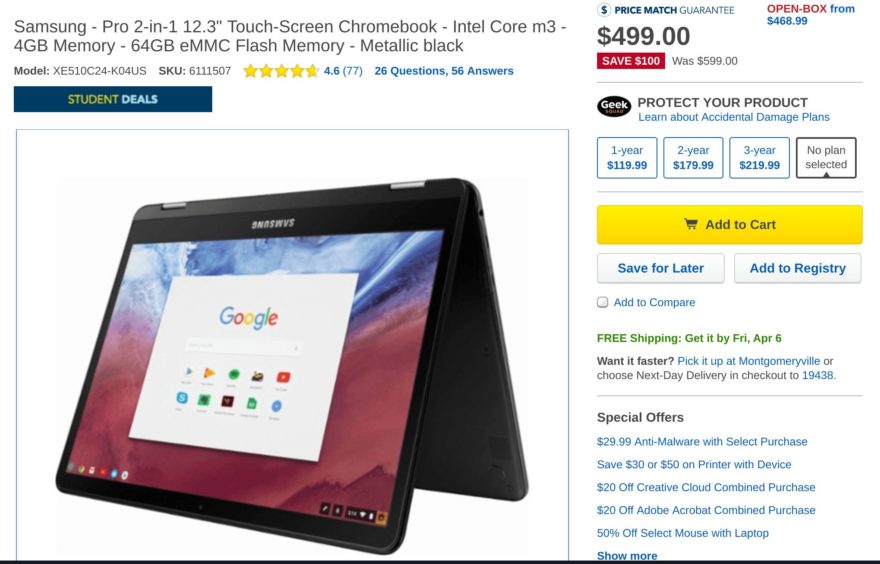 Samsung - Pro 2-in-1 12.3" Touch-Screen Chromebook - Intel Core m3 -
4GB Memory - 64GB eMMC Flash Memory - Metallic black
Model: XE510C24-K04US SKU: 6111507 4.6 (77) 26 Questions, 56 Answers
STUDENT DEALS
SAMSUNG
Google
$ PRICE MATCH GUARANTEE
OPEN-BOX from
$468.99
$499.00
SAVE $100 Was $599.00
Geek
SQUAD
PROTECT YOUR PRODUCT
Learn about Accidental Damage Plans
1-year 2-year 3-year No plan
$119.99 $179.99 $219.99 selected
Add to Cart
Save for Later Add to Registry
Add to Compare
FREE Shipping: Get it by Fri, Apr 6
Want it faster? Pick it up at Montgomeryville or
choose Next-Day Delivery in checkout to 19438.
Special Offers
$29.99 Anti-Malware with Select Purchase
Save $30 or $50 on Printer with Device
$20 Off Creative Cloud Combined Purchase
$20 Off Adobe Acrobat Combined Purchase
50% Off Select Mouse with Laptop
Show more